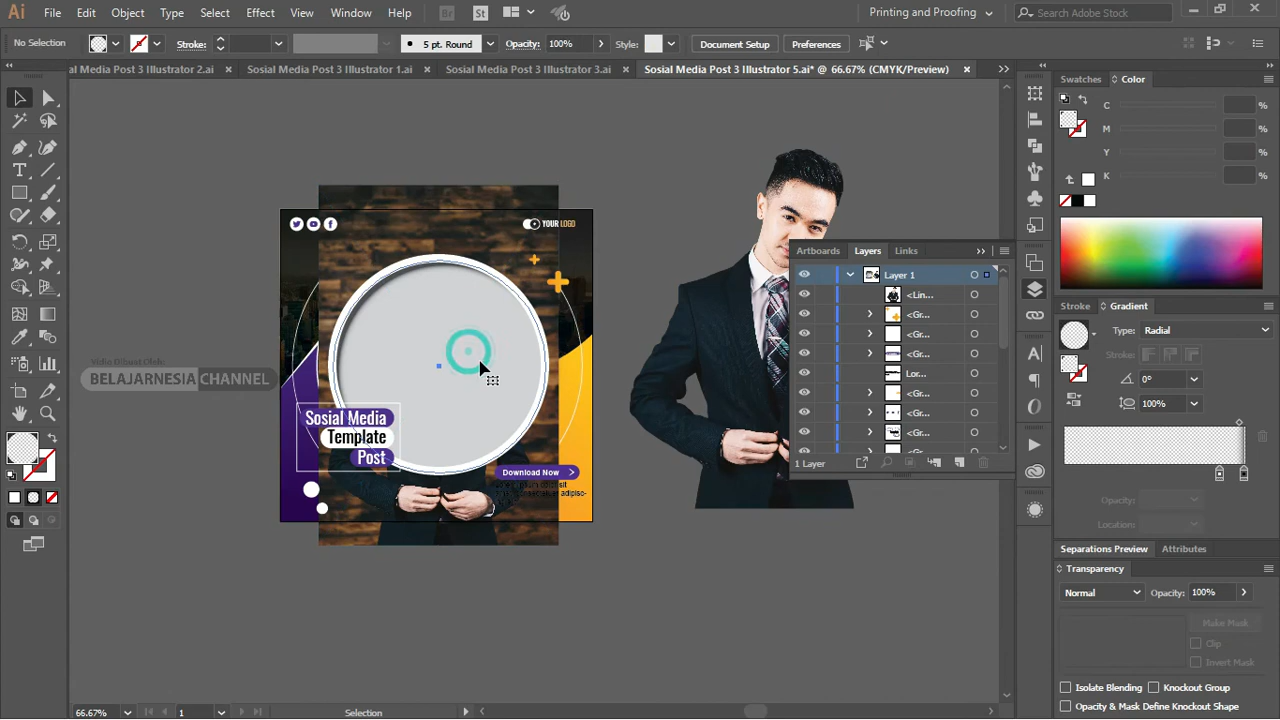 Ai File Edit Object Type Select Effect View Window Help Br St Printing and Proofing Search Adobe Stock
No Selection Stroke: 5 pt. Round Opacity: 100% Style: Document Setup Preferences
al Media Post 3 Illustrator 2.ai × Sosial Media Post 3 Illustrator 1.ai × Sosial Media Post 3 Illustrator 3.ai × Sosial Media Post 3 Illustrator 5.ai* @ 66.67% (CMYK/Preview) ×
Swatches Color
C %
M %
Y %
K %
YOUR LOGO
Vidio Dibuat Oleh:
BELAJARNESIA CHANNEL
Sosial Media
Template
Post
Download Now
Artboards Layers Links
Layer 1
<Lin...
<Gr...
<Gr...
<Gr...
Lor...
<Gr...
<Gr...
<Gr...
<Gr...
1 Layer
Stroke Gradient
Type: Radial
Stroke:
0°
100%
Opacity:
Location:
Separations Preview Attributes
Transparency
Normal Opacity: 100%
Make Mask
Clip
Invert Mask
Isolate Blending Knockout Group
Opacity & Mask Define Knockout Shape
66.67% 1 Selection